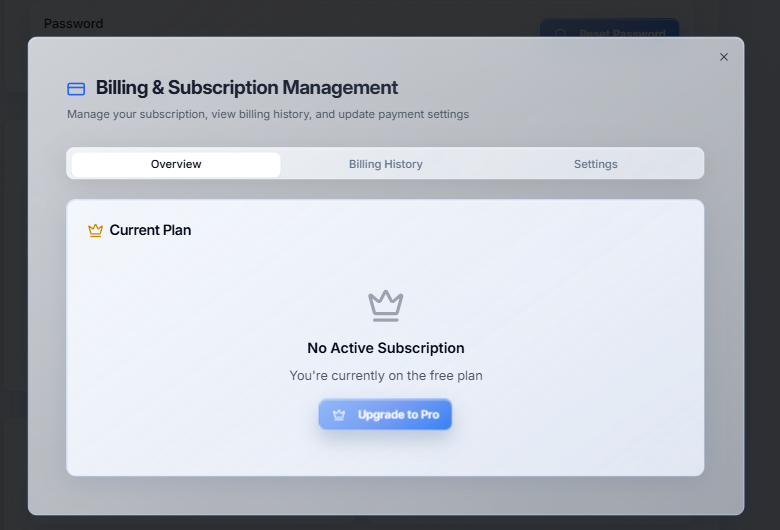 Password
Reset Password
Billing & Subscription Management
Manage your subscription, view billing history, and update payment settings
Overview
Billing History
Settings
Current Plan
No Active Subscription
You're currently on the free plan
Upgrade to Pro